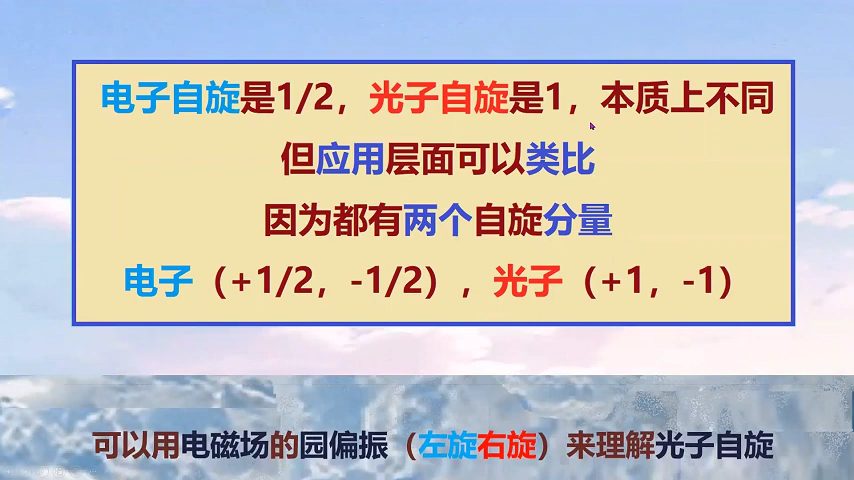 电子自旋是1/2，光子自旋是1，本质上不同
但应用层面可以类比
因为都有两个自旋分量
电子（+1/2，-1/2），光子（+1，-1）
可以用电磁场的园偏振（左旋右旋）来理解光子自旋